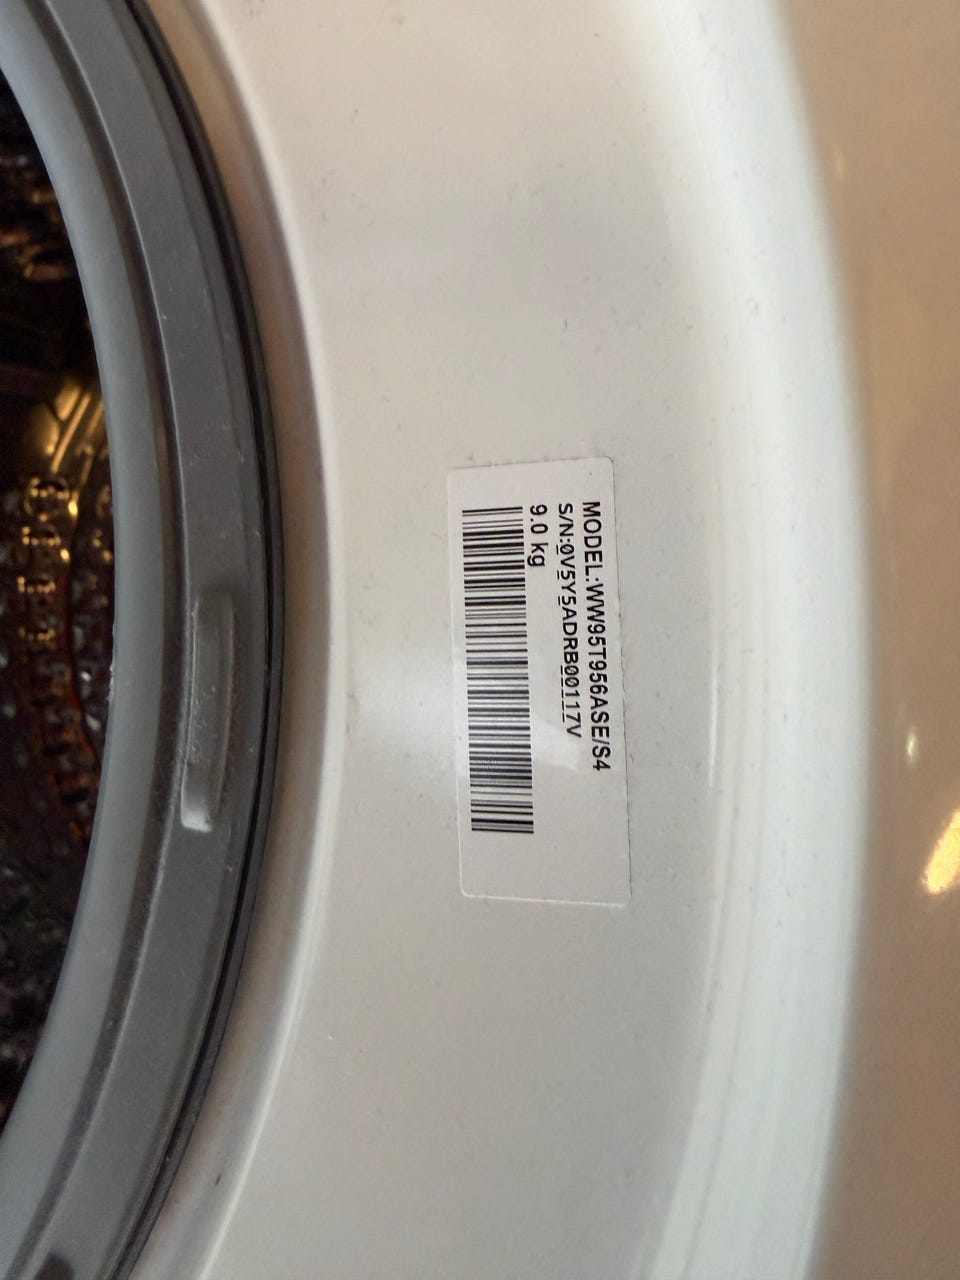 MODEL:WW95T956ASE/S4
S/N:0V5Y5ADRB00117V
9.0 kg